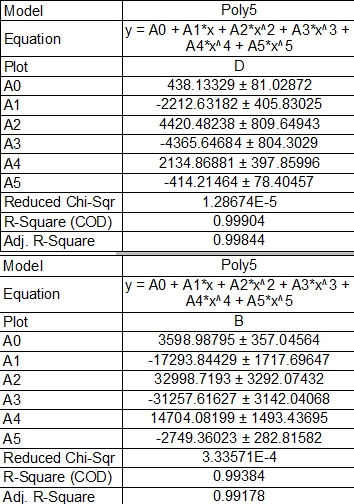 Model Poly5
Equation y = A0 + A1*x + A2*x^2 + A3*x^3 +
A4*x^4 + A5*x^5
Plot D
A0 438.13329 ± 81.02872
A1 -2212.63182 ± 405.83025
A2 4420.48238 ± 809.64943
A3 -4365.64684 ± 804.3029
A4 2134.86881 ± 397.85996
A5 -414.21464 ± 78.40457
Reduced Chi-Sqr 1.28674E-5
R-Square (COD) 0.99904
Adj. R-Square 0.99844
Model Poly5
Equation y = A0 + A1*x + A2*x^2 + A3*x^3 +
A4*x^4 + A5*x^5
Plot B
A0 3598.98795 ± 357.04564
A1 -17293.84429 ± 1717.69647
A2 32998.7193 ± 3292.07432
A3 -31257.61627 ± 3142.04068
A4 14704.08199 ± 1493.43695
A5 -2749.36023 ± 282.81582
Reduced Chi-Sqr 3.33571E-4
R-Square (COD) 0.99384
Adj. R-Square 0.99178